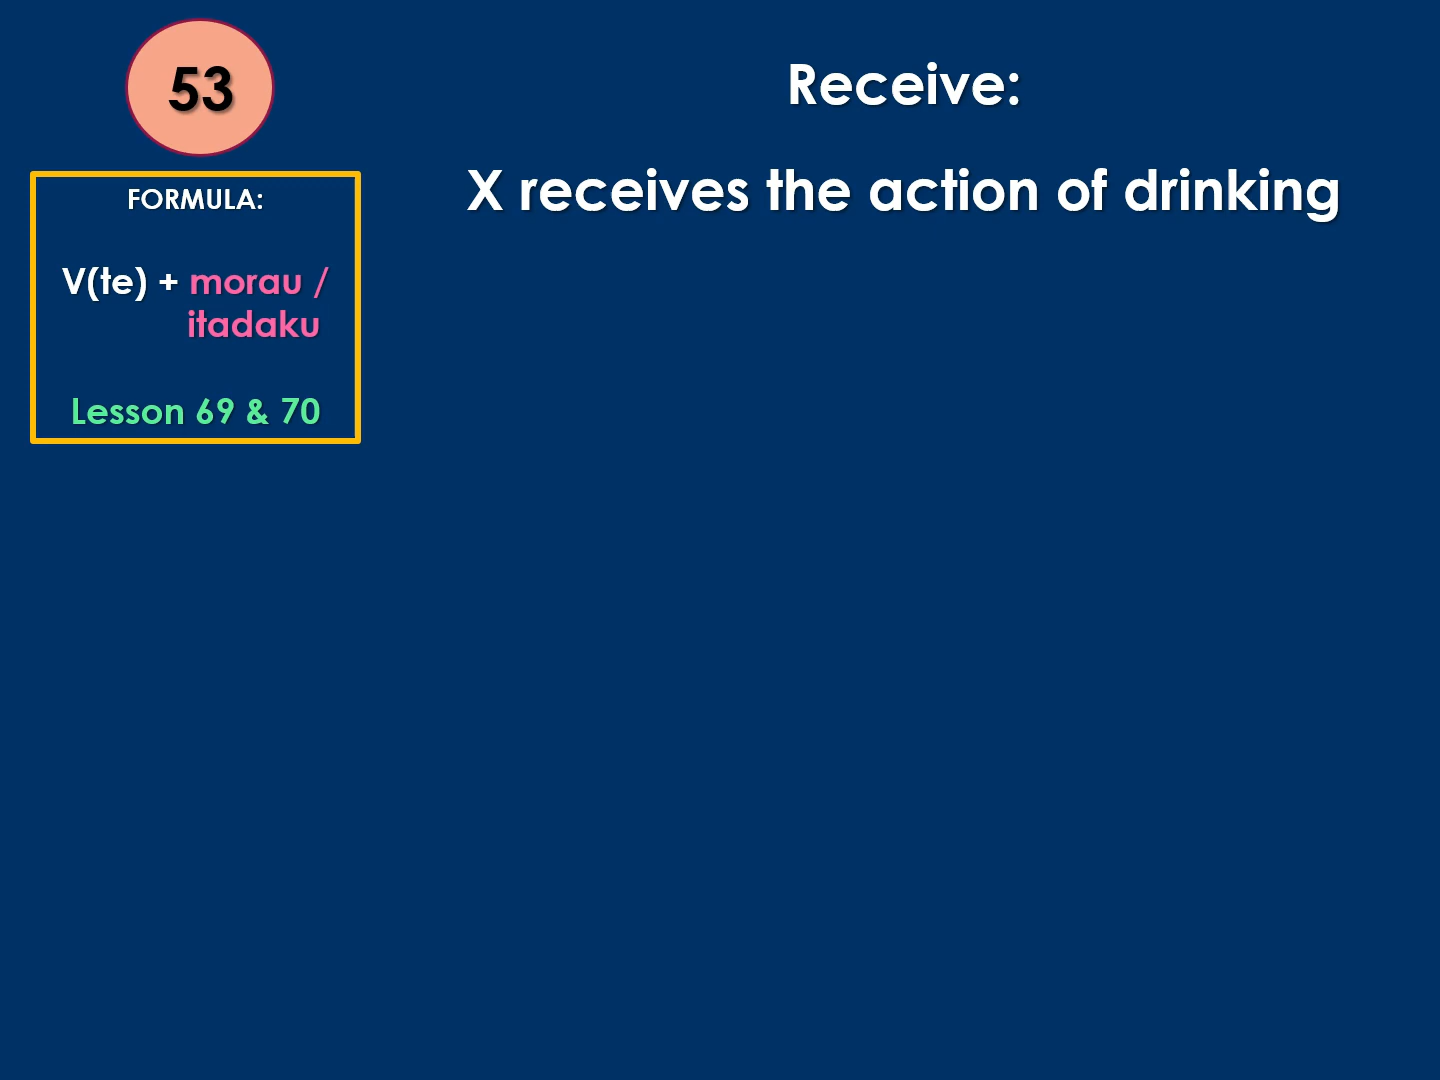 53
Receive:
X receives the action of drinking
FORMULA:
V(te) + morau /
itadaku
Lesson 69 & 70